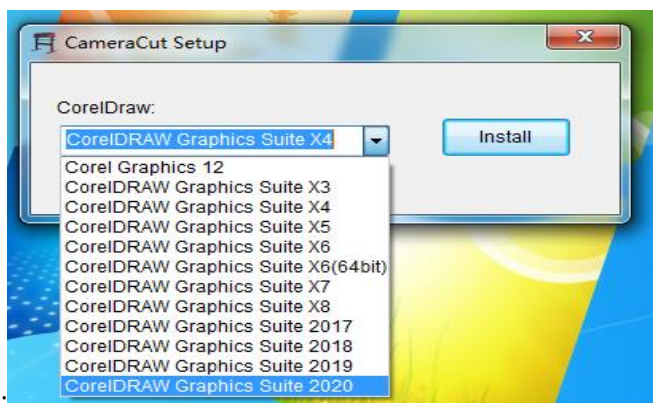 CameraCut Setup
CorelDraw:
CorelDRAW Graphics Suite X4
Install
Corel Graphics 12
CorelDRAW Graphics Suite X3
CorelDRAW Graphics Suite X4
CorelDRAW Graphics Suite X5
CorelDRAW Graphics Suite X6
CorelDRAW Graphics Suite X6(64bit)
CorelDRAW Graphics Suite X7
CorelDRAW Graphics Suite X8
CorelDRAW Graphics Suite 2017
CorelDRAW Graphics Suite 2018
CorelDRAW Graphics Suite 2019
CorelDRAW Graphics Suite 2020